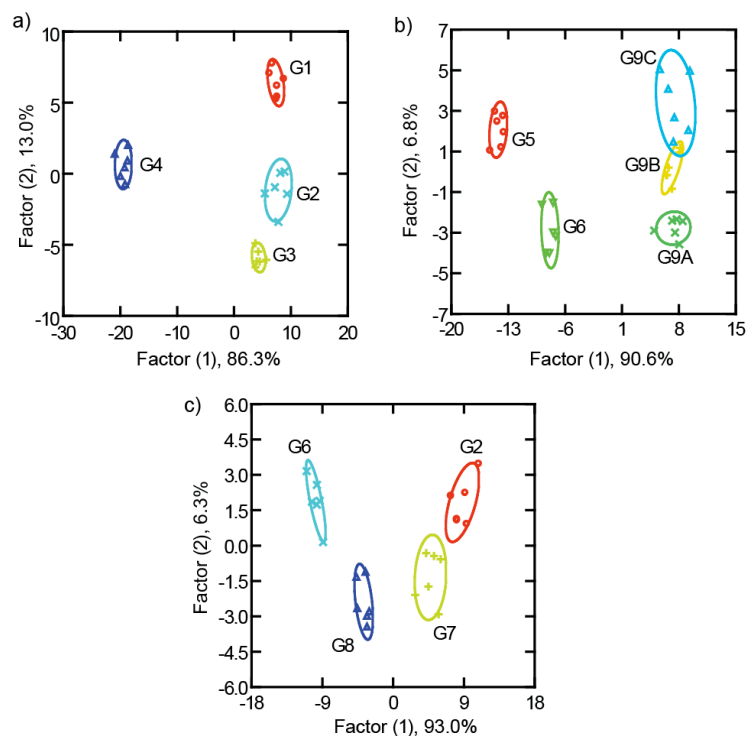 a)
10
5
0
-5
-10
-30
-20
-10
0
10
20
Factor (2), 13.0%
Factor (1), 86.3%
G1
G4
G2
G3
b)
7
5
3
1
-1
-3
-5
-7
-20
-13
-6
1
8
15
Factor (2), 6.8%
Factor (1), 90.6%
G9C
G5
G9B
G6
G9A
c)
6.0
4.5
3.0
1.5
0.0
-1.5
-3.0
-4.5
-6.0
-18
-9
0
9
18
Factor (2), 6.3%
Factor (1), 93.0%
G6
G2
G8
G7